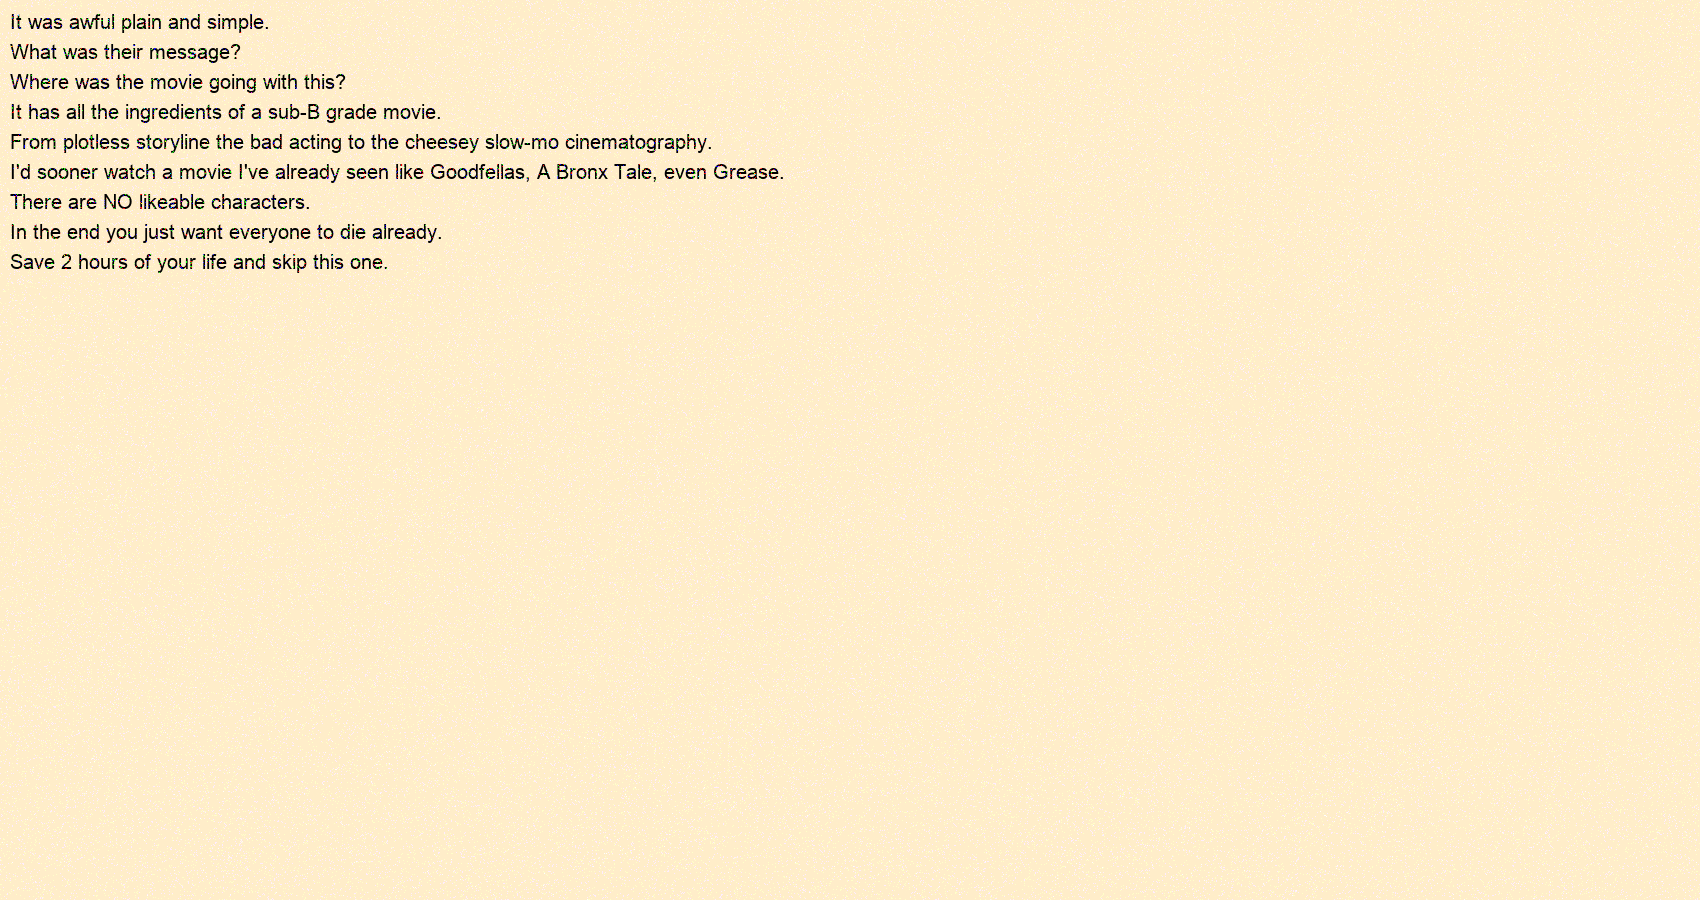 It was awful plain and simple.
What was their message?
Where was the movie going with this?
It has all the ingredients of a sub-B grade movie.
From plotless storyline the bad acting to the cheesey slow-mo cinematography.
I'd sooner watch a movie I've already seen like Goodfellas, A Bronx Tale, even Grease.
There are NO likeable characters.
In the end you just want everyone to die already.
Save 2 hours of your life and skip this one.